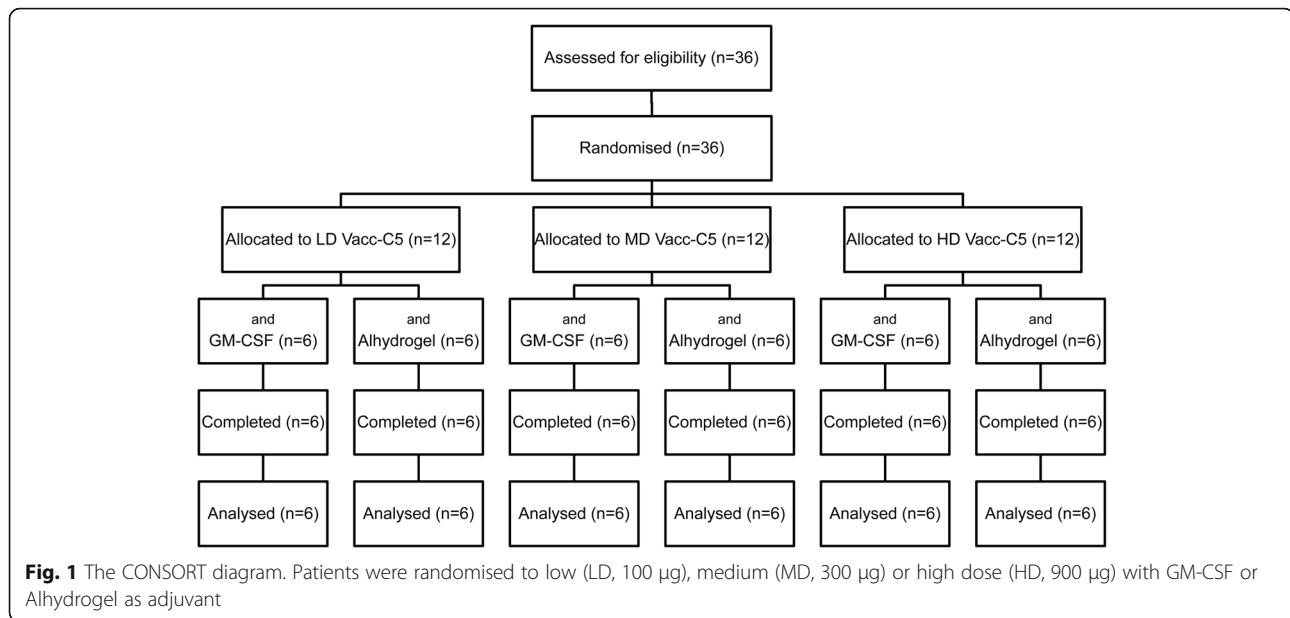 Assessed for eligibility (n=36)
Randomised (n=36)
Allocated to LD Vacc-C5 (n=12)
Allocated to MD Vacc-C5 (n=12)
Allocated to HD Vacc-C5 (n=12)
and
GM-CSF (n=6)
and
Alhydrogel (n=6)
and
GM-CSF (n=6)
and
Alhydrogel (n=6)
and
GM-CSF (n=6)
and
Alhydrogel (n=6)
Completed (n=6)
Completed (n=6)
Completed (n=6)
Completed (n=6)
Completed (n=6)
Completed (n=6)
Analysed (n=6)
Analysed (n=6)
Analysed (n=6)
Analysed (n=6)
Analysed (n=6)
Analysed (n=6)
Fig. 1 The CONSORT diagram. Patients were randomised to low (LD, 100 μg), medium (MD, 300 μg) or high dose (HD, 900 μg) with GM-CSF or
Alhydrogel as adjuvant